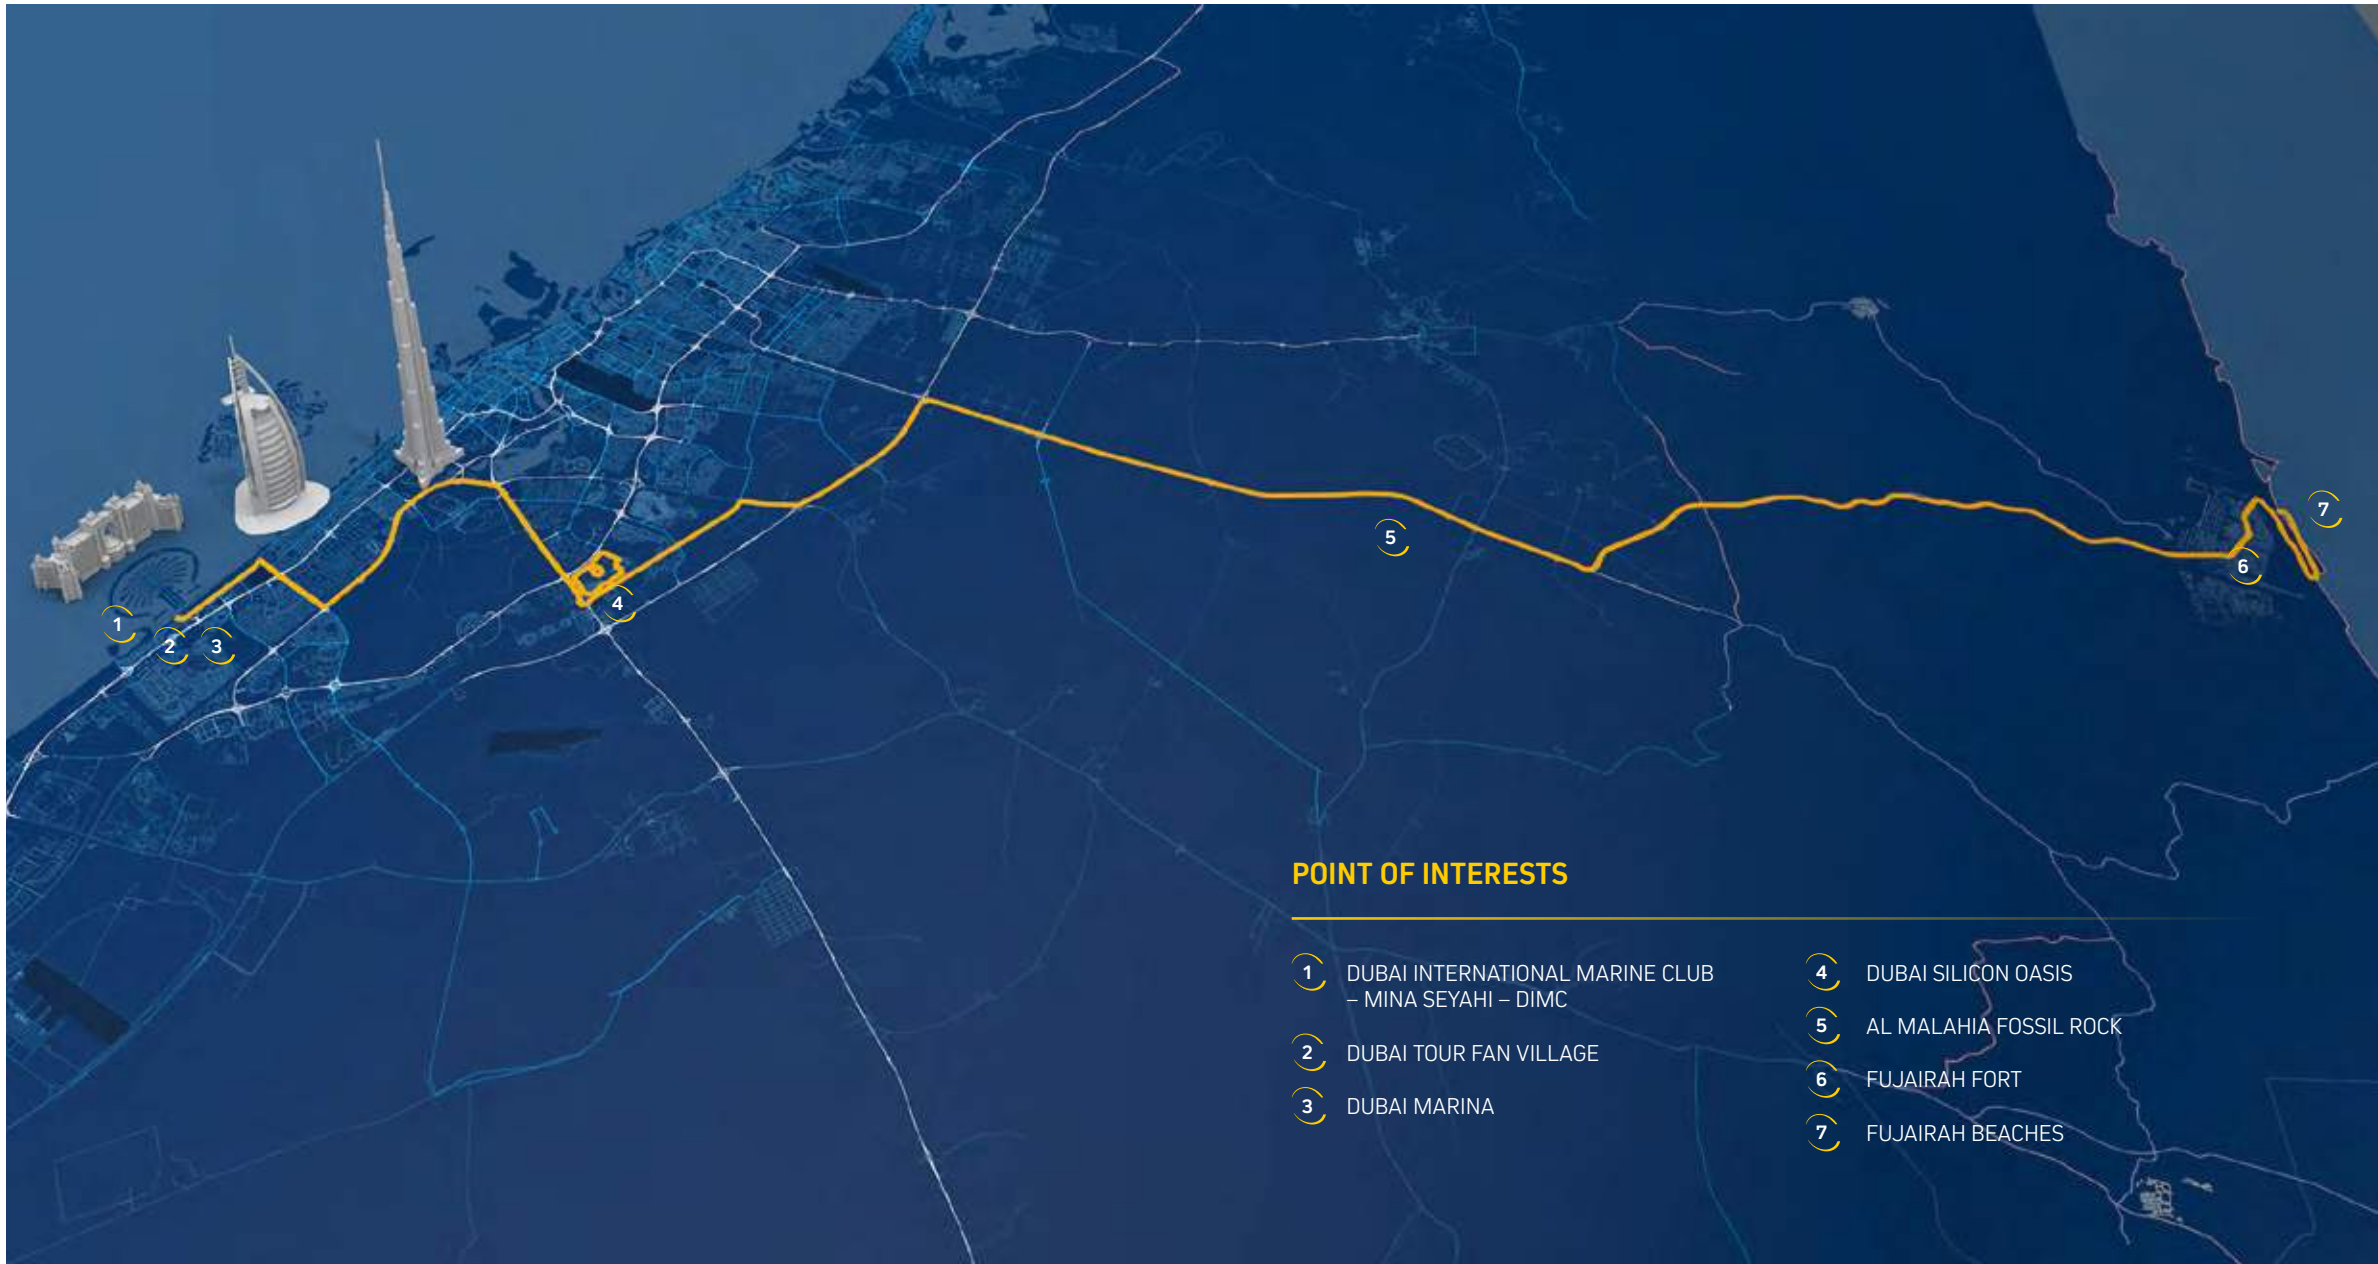 1
2
3
4
5
6
7
POINT OF INTERESTS
1 DUBAI INTERNATIONAL MARINE CLUB
– MINA SEYAHI – DIMC
2 DUBAI TOUR FAN VILLAGE
3 DUBAI MARINA
4 DUBAI SILICON OASIS
5 AL MALAHIA FOSSIL ROCK
6 FUJAIRAH FORT
7 FUJAIRAH BEACHES